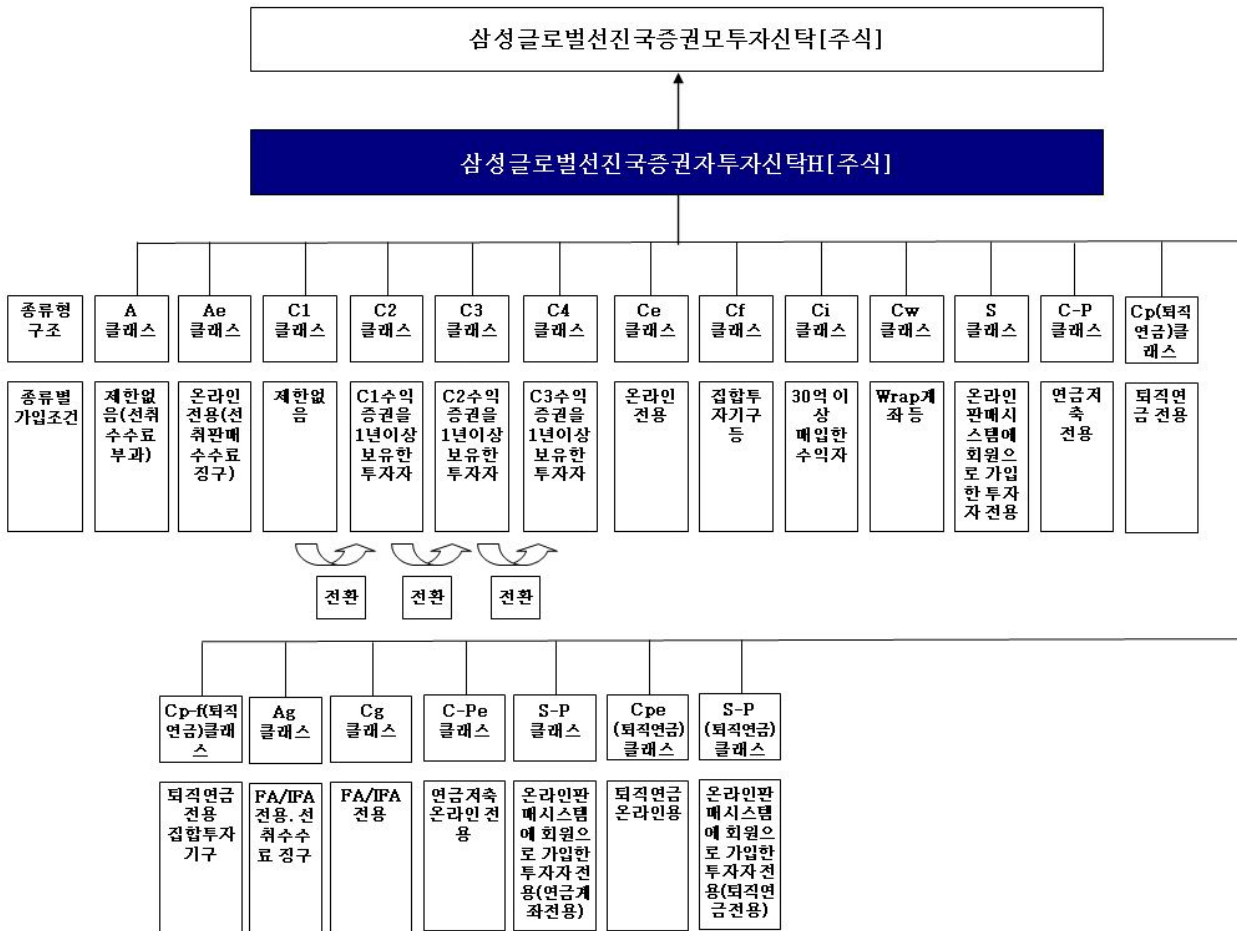 삼성글로벌선진국증권모투자신탁[주식]
삼성글로벌선진국증권자투자신탁H[주식]
종류형
구조
A
클래스
Ae
클래스
C1
클래스
C2
클래스
C3
클래스
C4
클래스
Ce
클래스
Cf
클래스
Ci
클래스
Cw
클래스
S
클래스
C-P
클래스
Cp(퇴직
연금)클
래스
종류별
가입조건
제한없
음(선취
수수료
부과)
온라인
전용(선
취판매
수수료
징구)
제한없
음
C1수익
증권을
1년이상
보유한
투자자
C2수익
증권을
1년이상
보유한
투자자
C3수익
증권을
1년이상
보유한
투자자
온라인
전용
집합투
자기구
등
30억 이
상
매입한
수익자
Wrap계
좌 등
온라인
판매시
스템에
회원으
로 가입
한 투자
자 전용
연금저
축
전용
퇴직연
금 전용
전환
전환
전환
Cp-f(퇴직
연금)클래
스
Ag
클래스
Cg
클래스
C-Pe
클래스
S-P
클래스
Cpe
(퇴직연금)
클래스
S-P
(퇴직연금)
클래스
퇴직연금
전용
집합투자
기구
FA/IFA
전용. 선
취수수
료 징구
FA/IFA
전용
연금저축
온라인 전
용
온라인판
매시스템
에 회원으
로 가입한
투자자 전
용(연금계
좌전용)
퇴직연금
온라인용
온라인판
매시스템
에 회원으
로 가입한
투자자 전
용(퇴직연
금전용)